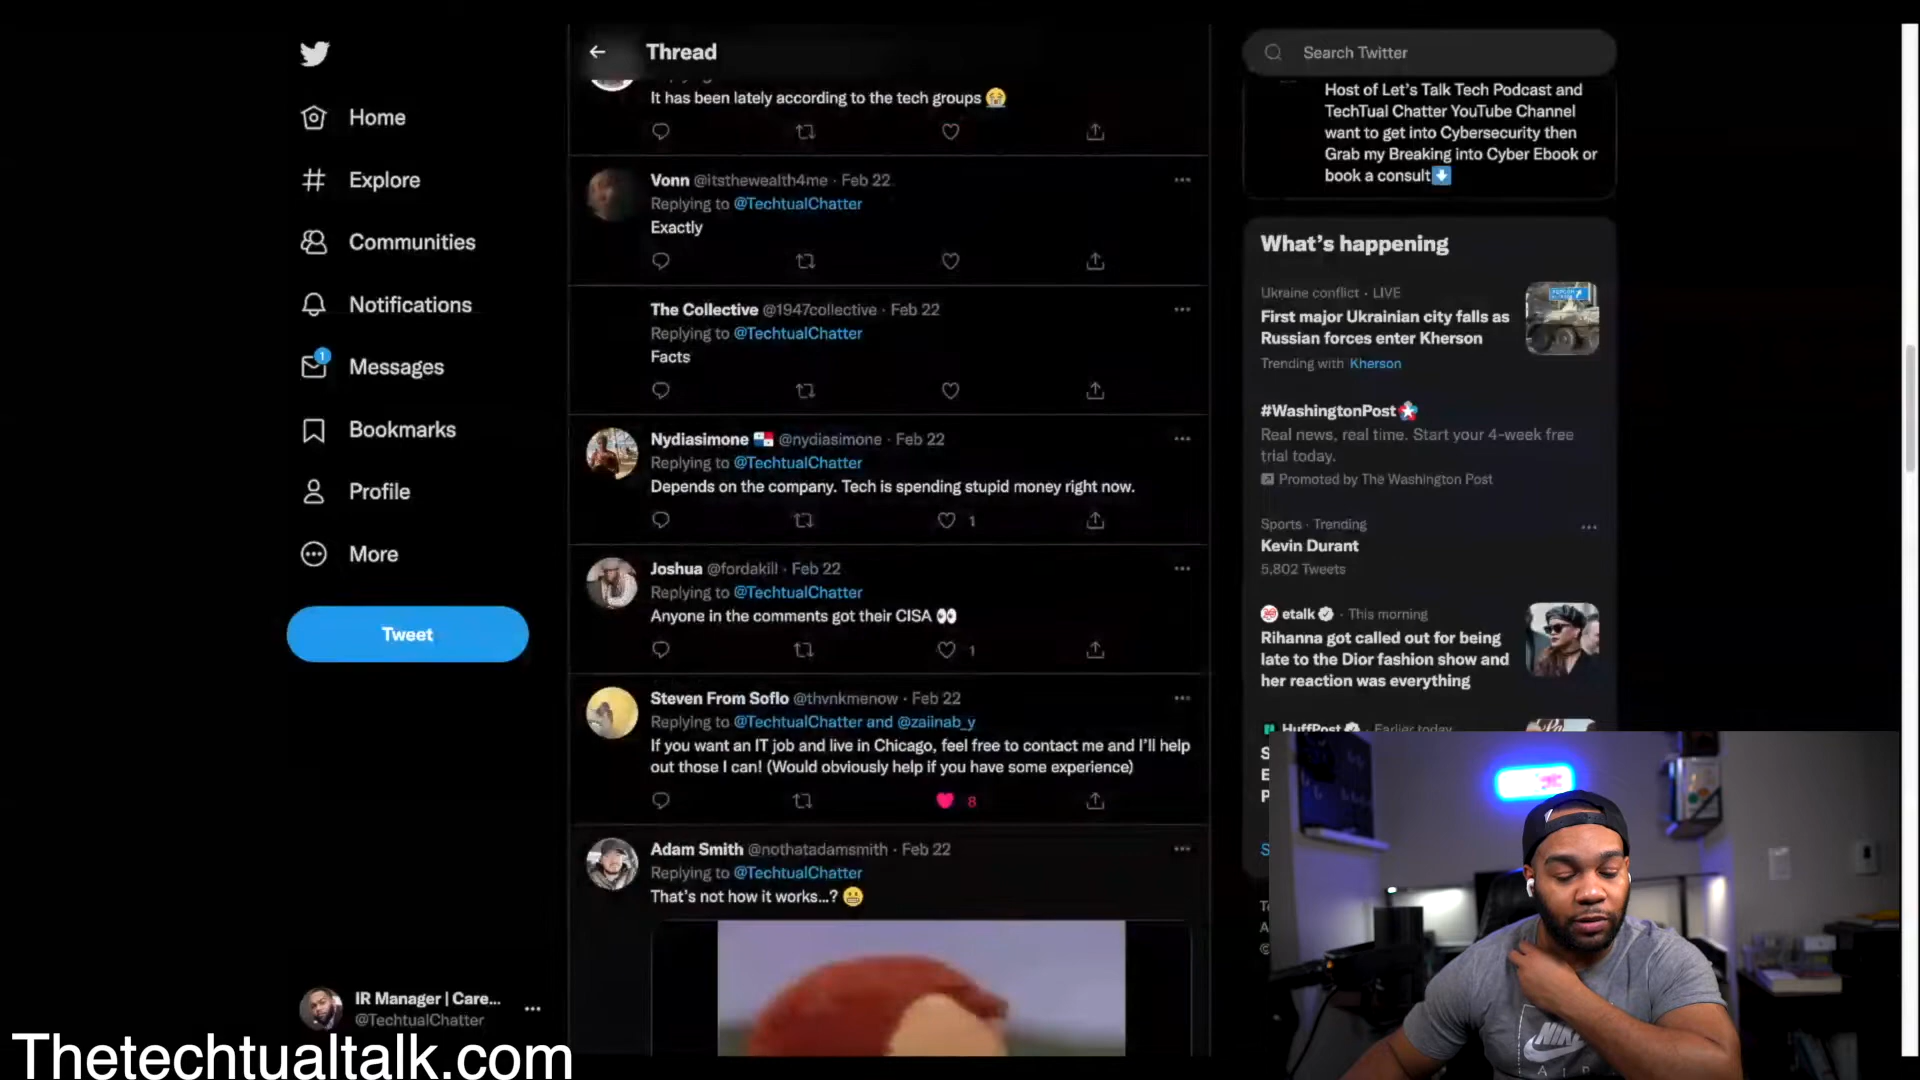 Home
Explore
Communities
Notifications
1
Messages
Bookmarks
Profile
More
Tweet
IR Manager | Care...
@TechtualChatter
Thetechtualtalk.com
Thread
It has been lately according to the tech groups 😭
Vonn @itsthewealth4me · Feb 22
Replying to @TechtualChatter
Exactly
The Collective @1947collective · Feb 22
Replying to @TechtualChatter
Facts
Nydiasimone 🇵🇦 @nydiasimone · Feb 22
Replying to @TechtualChatter
Depends on the company. Tech is spending stupid money right now.
1
Joshua @fordakill · Feb 22
Replying to @TechtualChatter
Anyone in the comments got their CISA 👀
1
Steven From Soflo @thvnkmenow · Feb 22
Replying to @TechtualChatter and @zaiinab_y
If you want an IT job and live in Chicago, feel free to contact me and I'll help
out those I can! (Would obviously help if you have some experience)
8
Adam Smith @nothatadamsmith · Feb 22
Replying to @TechtualChatter
That's not how it works...? 😬
Search Twitter
Host of Let's Talk Tech Podcast and
TechTual Chatter YouTube Channel
want to get into Cybersecurity then
Grab my Breaking into Cyber Ebook or
book a consult⬇️
What's happening
Ukraine conflict · LIVE
First major Ukrainian city falls as
Russian forces enter Kherson
Trending with Kherson
#WashingtonPost
Real news, real time. Start your 4-week free
trial today.
Promoted by The Washington Post
Sports · Trending
Kevin Durant
5,802 Tweets
etalk · This morning
Rihanna got called out for being
late to the Dior fashion show and
her reaction was everything
HuffPost · Earlier today
NIKE
AIR